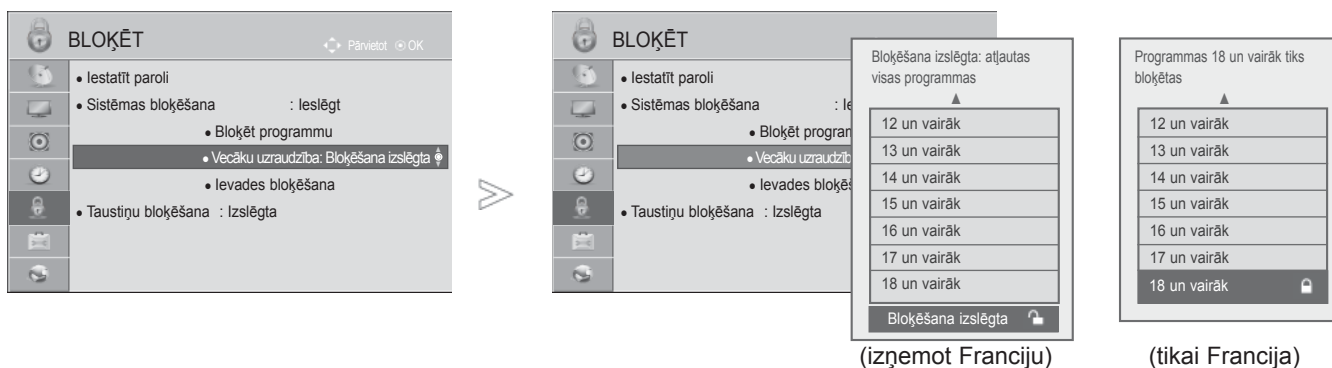 BLOĶĒT
Pārvietot OK
• Iestatīt paroli
• Sistēmas bloķēšana : Ieslēgt
• Bloķēt programmu
• Vecāku uzraudzība: Bloķēšana izslēgta
• Ievades bloķēšana
• Taustiņu bloķēšana : Izslēgta
BLOĶĒT
• Iestatīt paroli
• Sistēmas bloķēšana : Ie
• Bloķēt program
• Vecāku uzraudzīb
• Ievades bloķēš
• Taustiņu bloķēšana : Izslēgta
Bloķēšana izslēgta: atļautas
visas programmas
12 un vairāk
13 un vairāk
14 un vairāk
15 un vairāk
16 un vairāk
17 un vairāk
18 un vairāk
Bloķēšana izslēgta
(izņemot Franciju)
Programmas 18 un vairāk tiks
bloķētas
12 un vairāk
13 un vairāk
14 un vairāk
15 un vairāk
16 un vairāk
17 un vairāk
18 un vairāk
(tikai Francija)